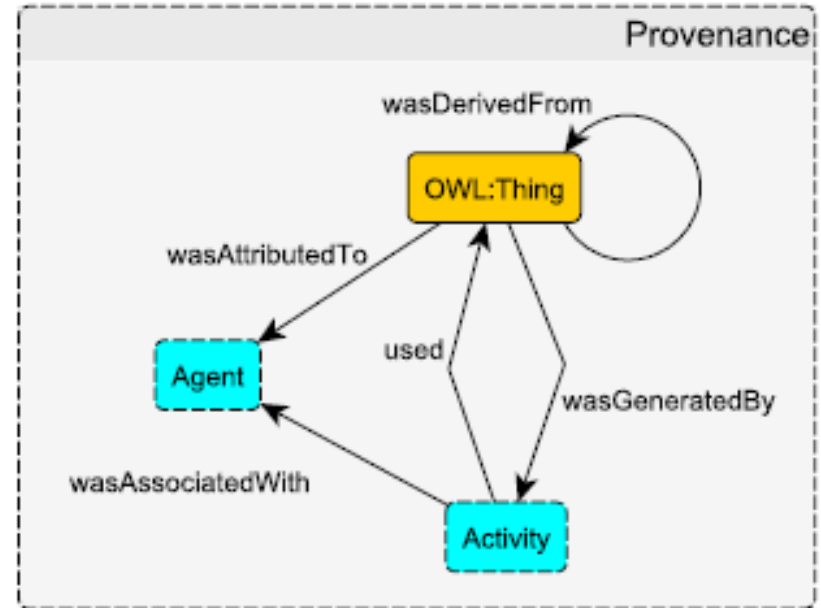 Provenance
wasDerivedFrom
OWL:Thing
wasAttributedTo
used
Agent
wasGeneratedBy
wasAssociatedWith
Activity